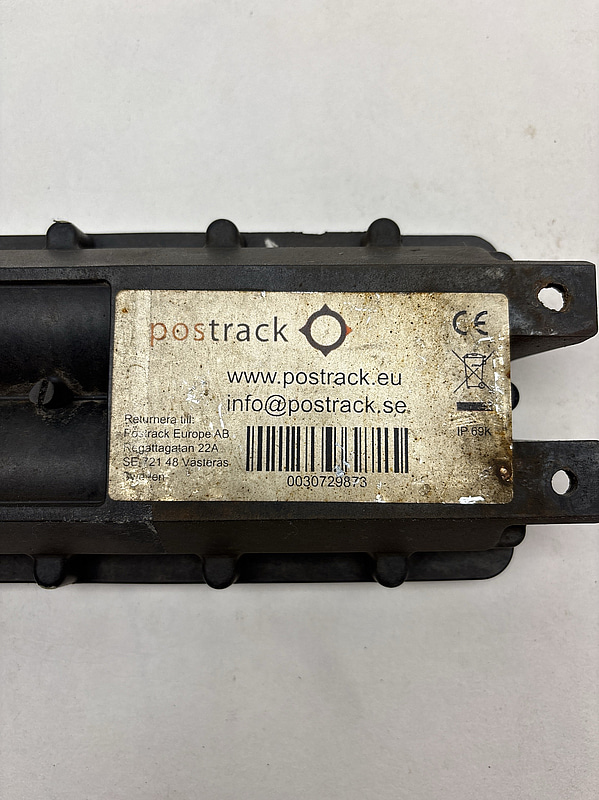 postrack
CE
www.postrack.eu
info@postrack.se
IP 69K
Returnera till:
Postrack Europe AB
Regattagatan 22A
SE-721 48 Västerås
Sweden
0030729873